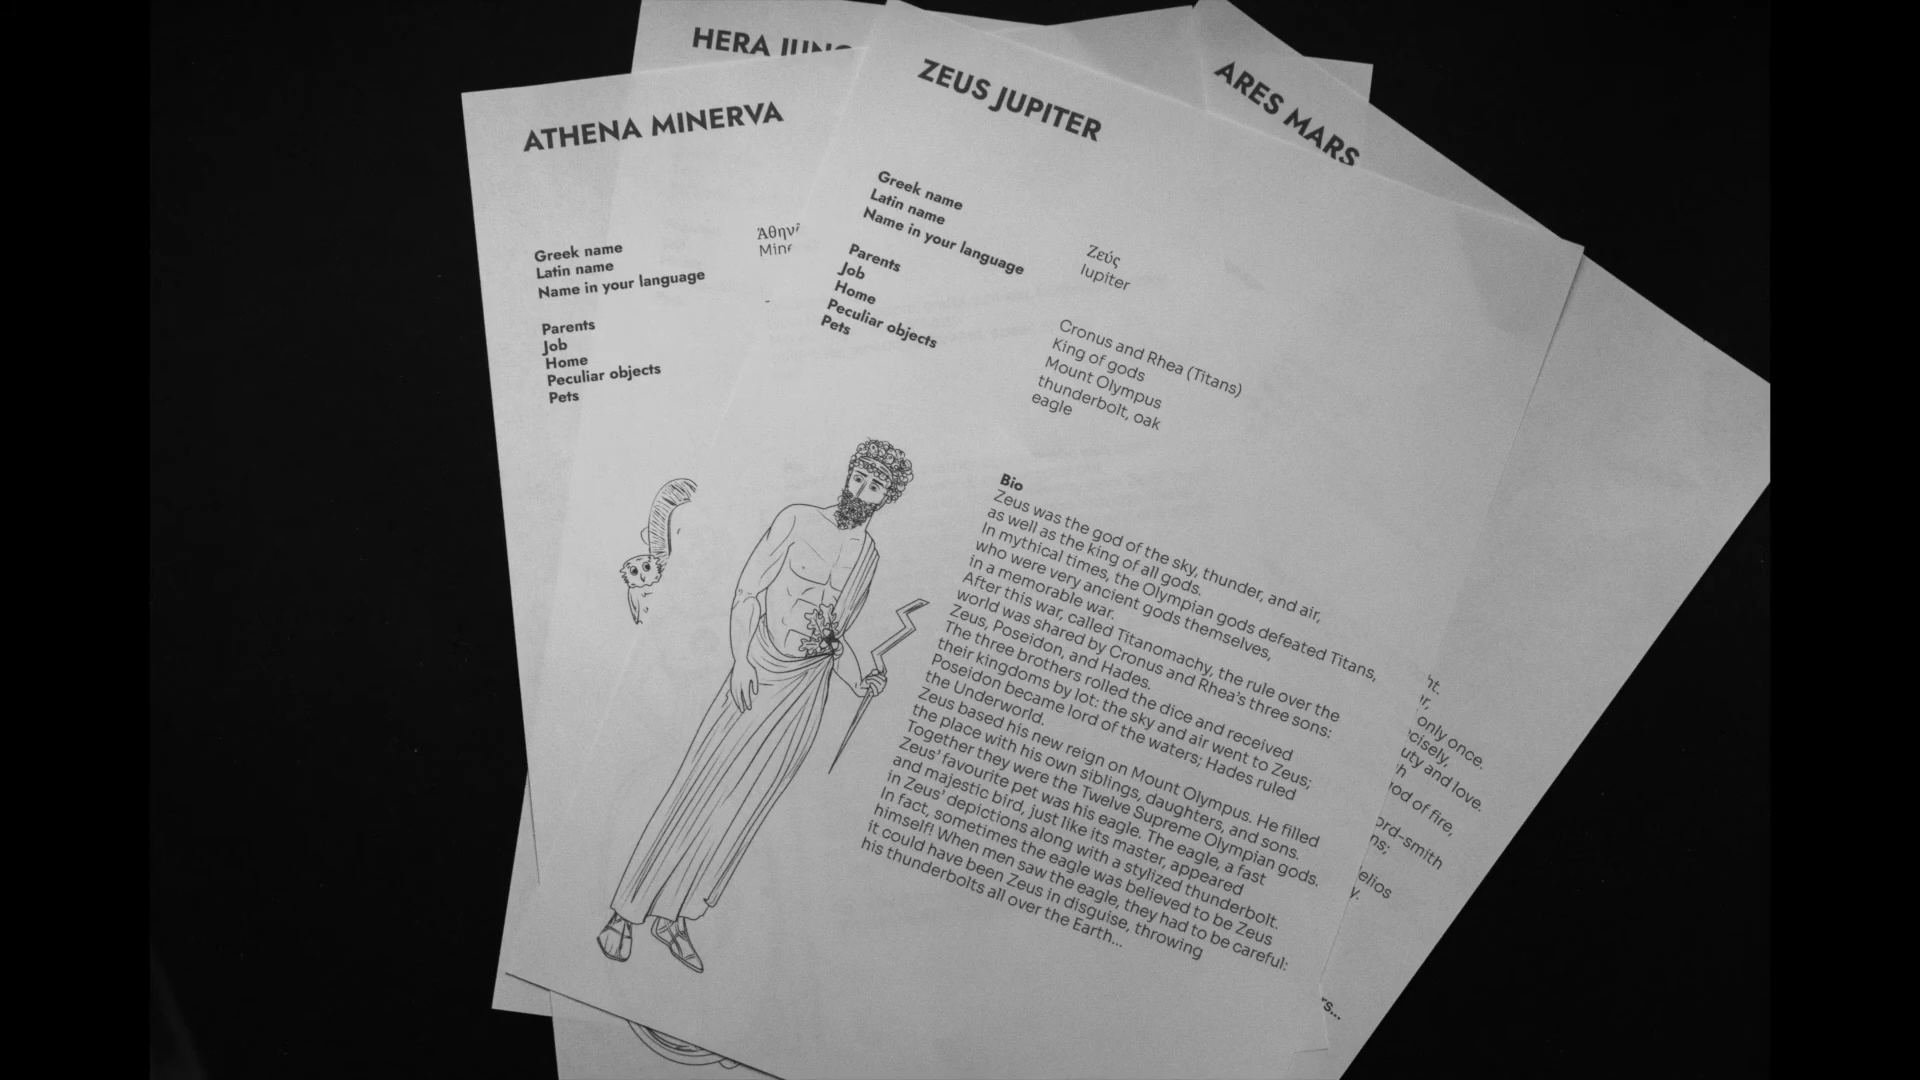 HERA JUNO
ATHENA MINERVA
Greek name
Latin name
Name in your language
Parents
Job
Home
Peculiar objects
Pets
ZEUS JUPITER
Greek name
Latin name
Name in your language
Parents
Job
Home
Peculiar objects
Pets
Ζεύς
Iupiter
Cronus and Rhea (Titans)
King of gods
Mount Olympus
thunderbolt, oak
eagle
Bio
Zeus was the god of the sky, thunder, and air,
as well as the king of all gods.
In mythical times, the Olympian gods defeated Titans,
who were very ancient gods themselves,
in a memorable war.
After this war, called Titanomachy, the rule over the
world was shared by Cronus and Rhea's three sons:
Zeus, Poseidon, and Hades.
The three brothers rolled the dice and received
their kingdoms by lot: the sky and air went to Zeus;
Poseidon became lord of the waters; Hades ruled
the Underworld.
Zeus based his new reign on Mount Olympus. He filled
the place with his own siblings, daughters, and sons.
Together they were the Twelve Supreme Olympian gods.
Zeus' favourite pet was his eagle. The eagle, a fast
and majestic bird, just like its master, appeared
in Zeus' depictions along with a stylized thunderbolt.
In fact, sometimes the eagle was believed to be Zeus
himself! When men saw the eagle, they had to be careful:
it could have been Zeus in disguise, throwing
his thunderbolts all over the Earth...
ARES MARS
only once.
and love.
of fire,